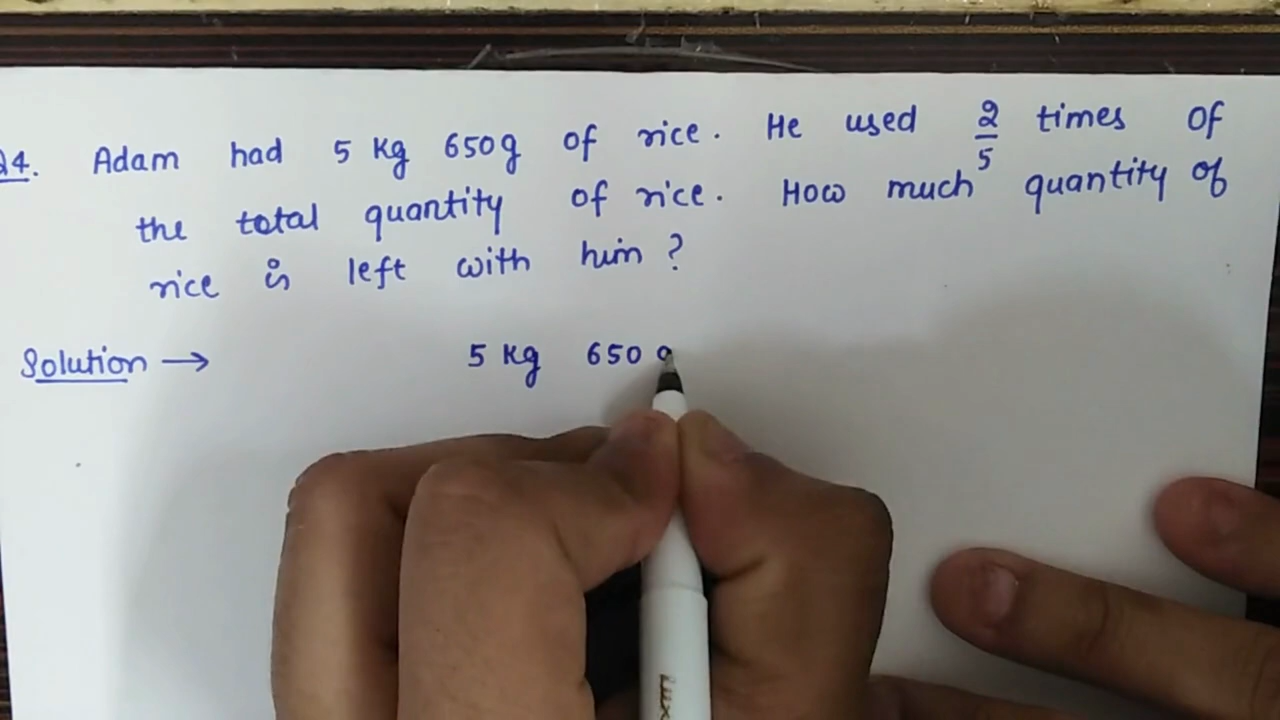 24. Adam had 5 Kg 650g of rice. He used 2/5 times of
the total quantity of rice. How much quantity of
rice is left with him ?
Solution → 5 Kg 650 g
LUX